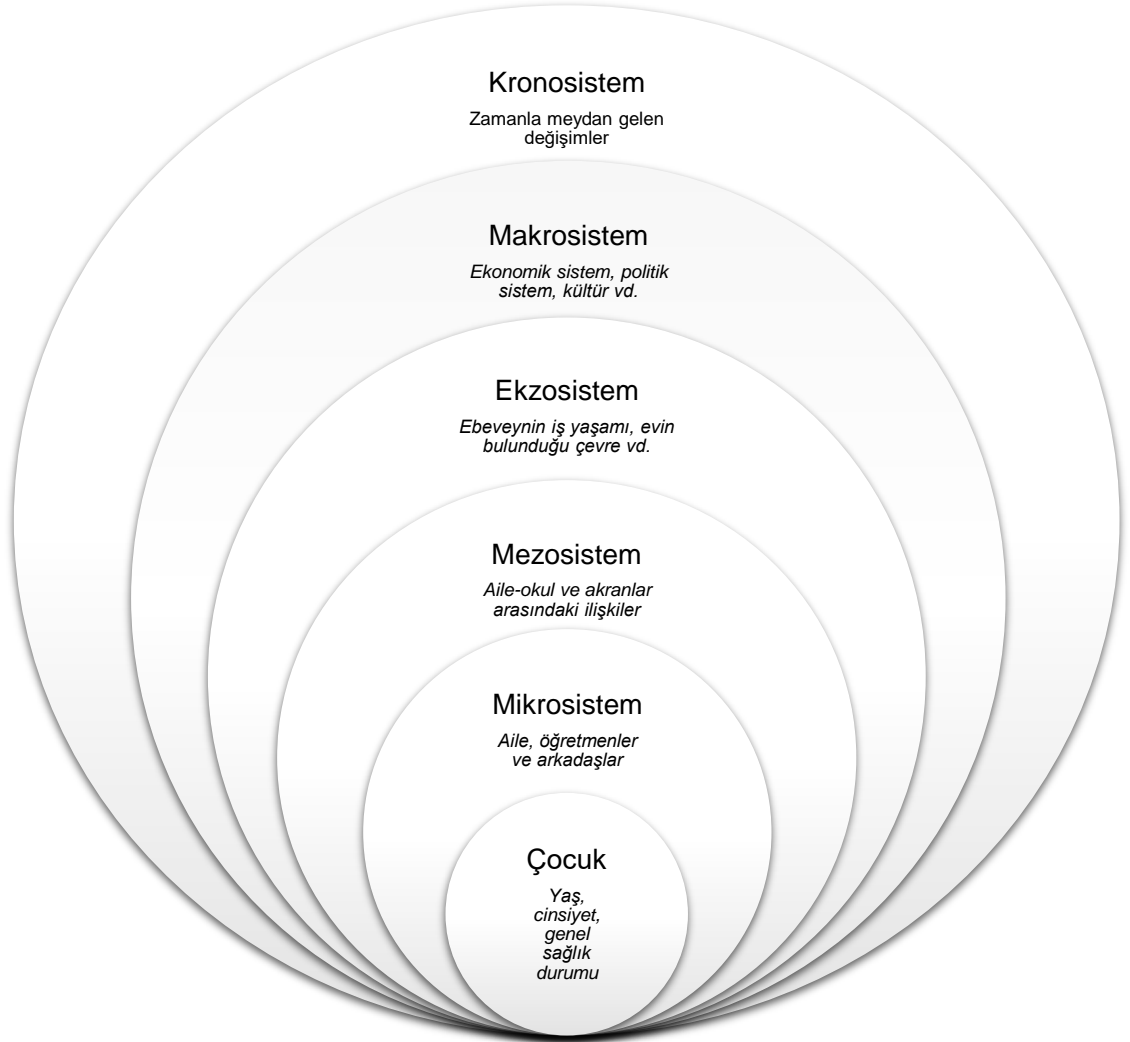 Kronosistem
Zamanla meydan gelen
değişimler
Makrosistem
Ekonomik sistem, politik
sistem, kültür vd.
Ekzosistem
Ebeveynin iş yaşamı, evin
bulunduğu çevre vd.
Mezosistem
Aile-okul ve akranlar
arasındaki ilişkiler
Mikrosistem
Aile, öğretmenler
ve arkadaşlar
Çocuk
Yaş,
cinsiyet,
genel
sağlık
durumu